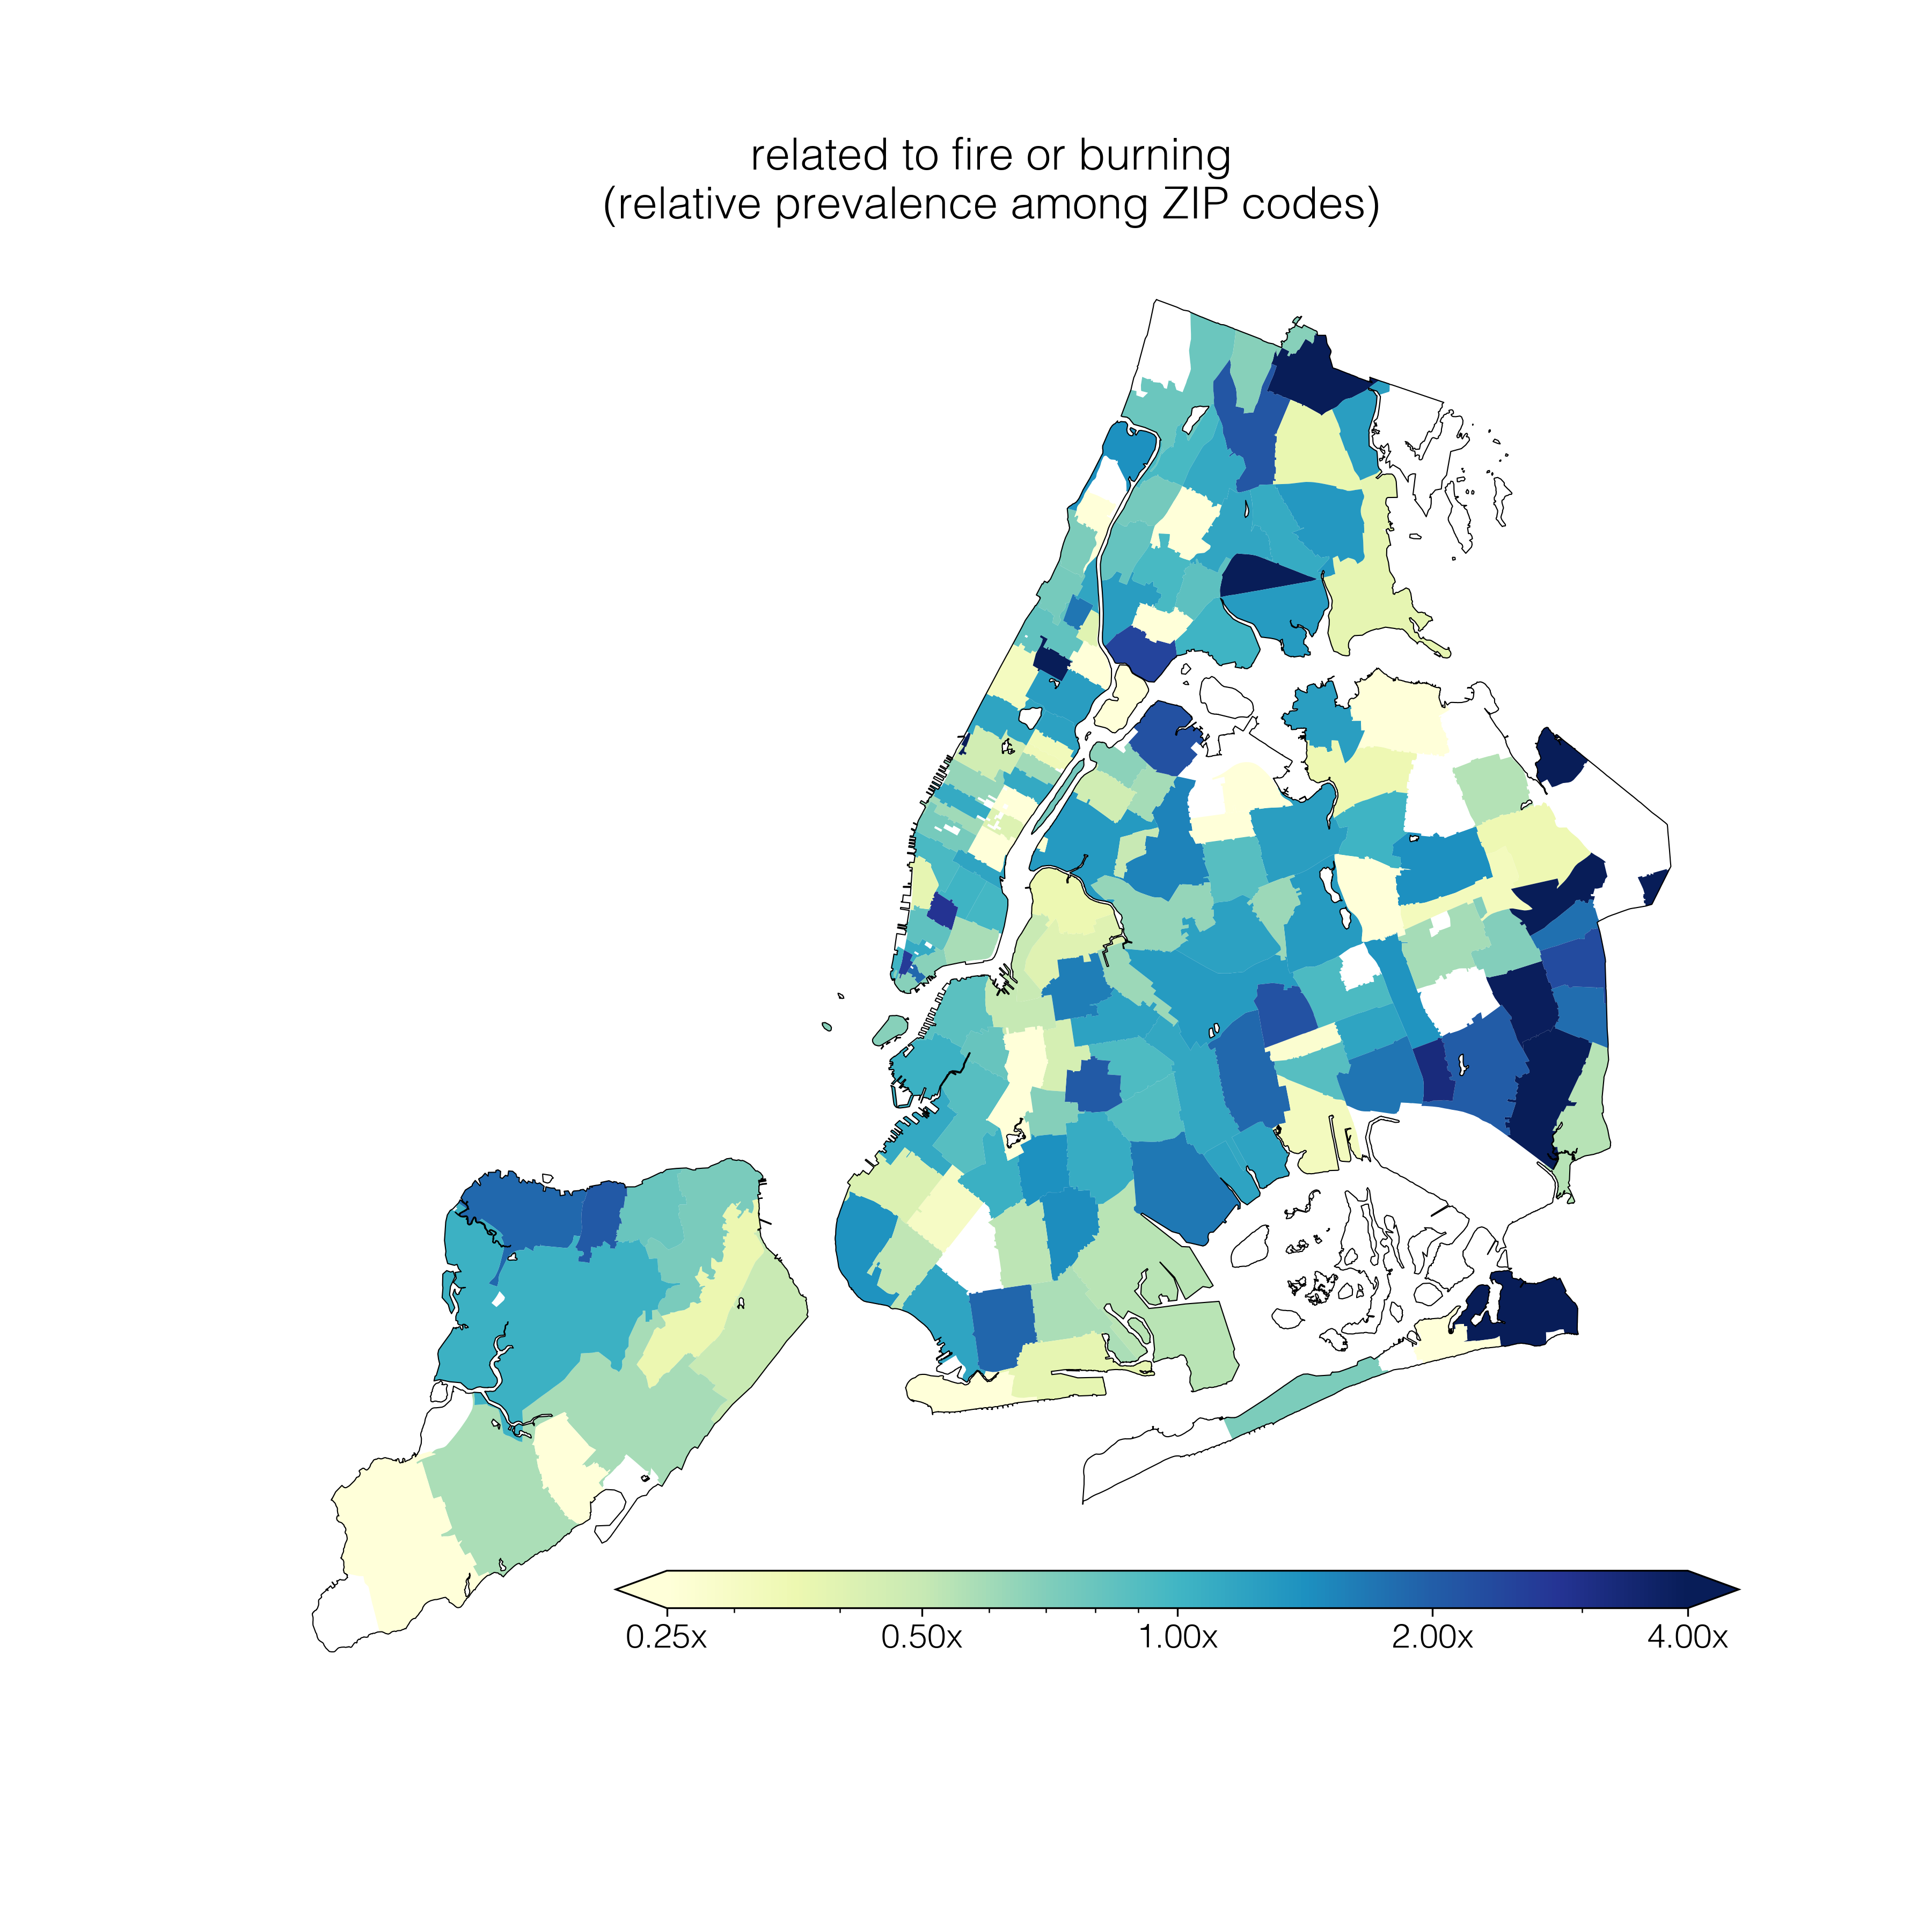 related to fire or burning
(relative prevalence among ZIP codes)
0.25x 0.50x 1.00x 2.00x 4.00x